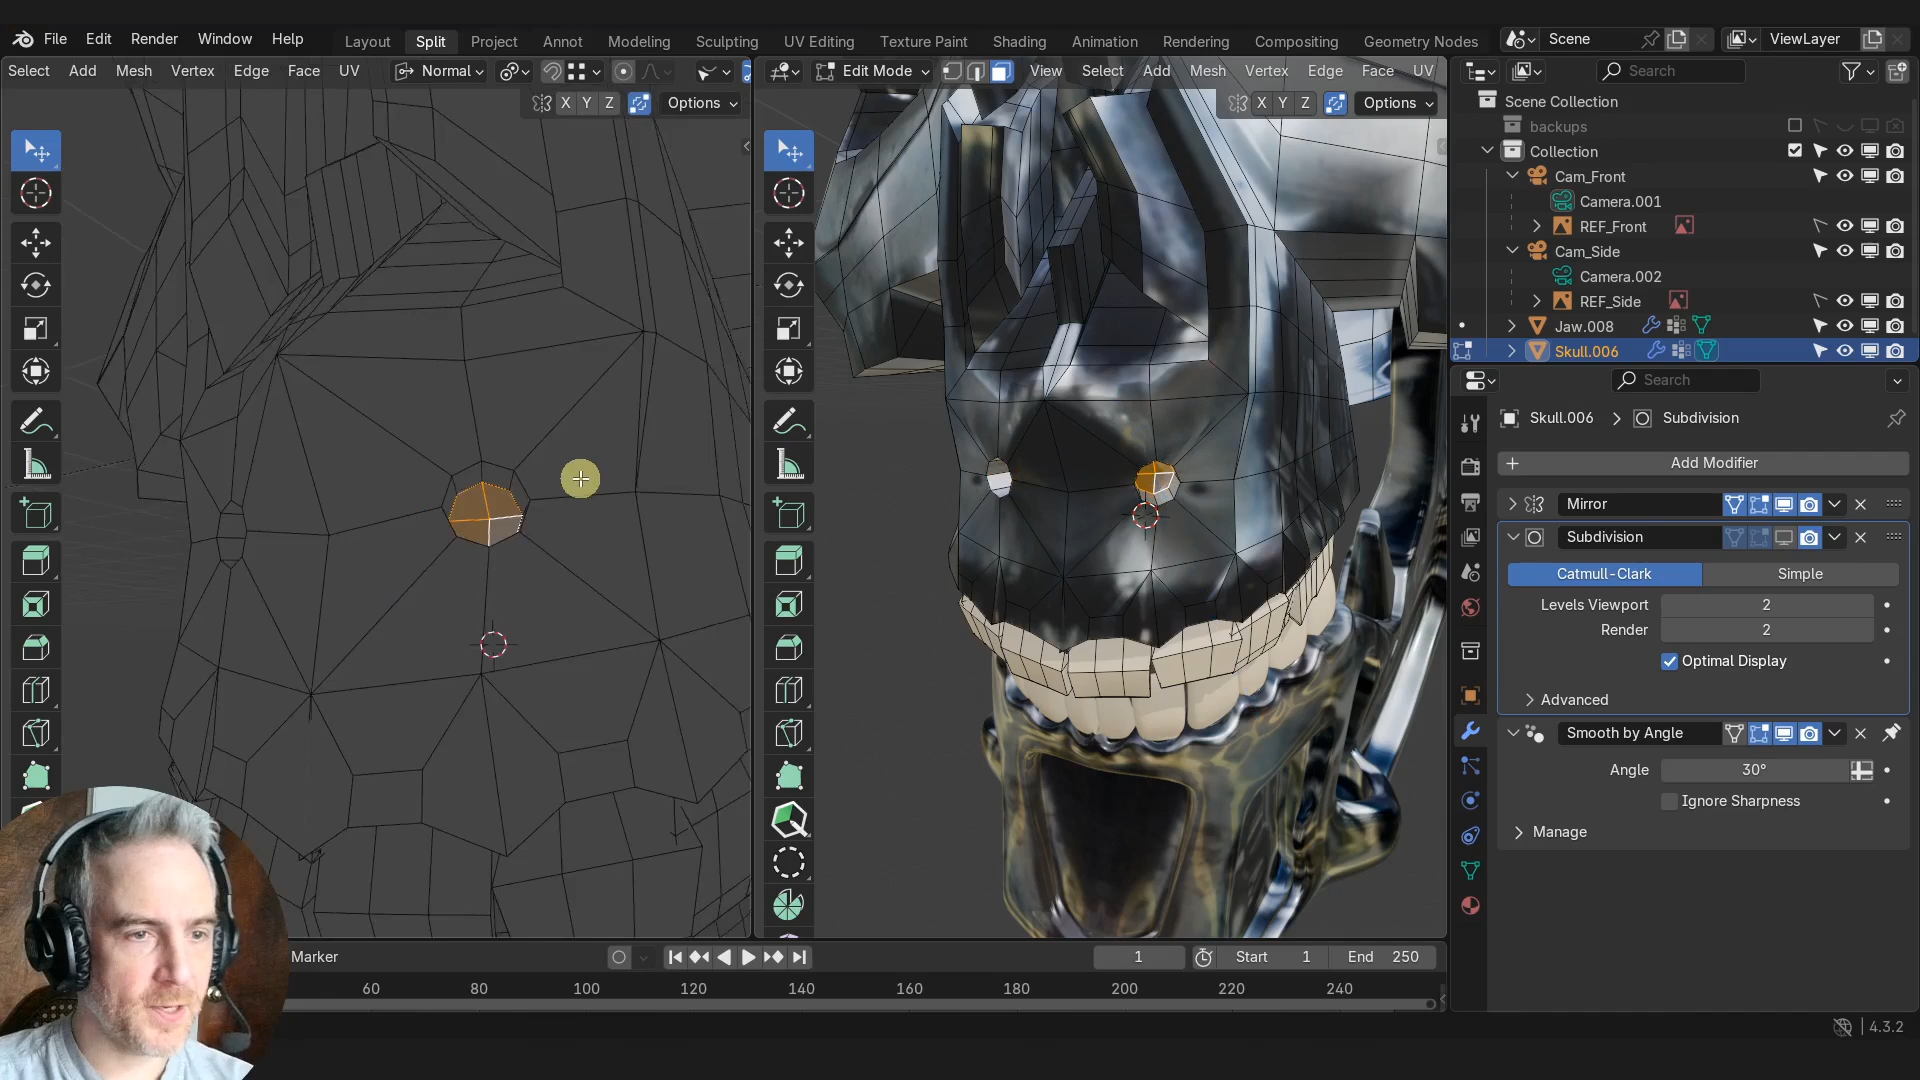 File Edit Render Window Help Layout Split Project Annot Modeling Sculpting UV Editing Texture Paint Shading Animation Rendering Compositing Geometry Nodes Scene ViewLayer
Select Add Mesh Vertex Edge Face UV Normal Edit Mode View Select Add Mesh Vertex Edge Face UV Search
X Y Z Options X Y Z Options
Scene Collection
backups
Collection
Cam_Front
Camera.001
REF_Front
Cam_Side
Camera.002
REF_Side
Jaw.008
Skull.006
Search
Skull.006 Subdivision
Add Modifier
Mirror
Subdivision
Catmull-Clark Simple
Levels Viewport 2
Render 2
Optimal Display
Advanced
Smooth by Angle
Angle 30°
Ignore Sharpness
Manage
Marker 1 Start 1 End 250
60 80 100 120 140 160 180 200 220 240
4.3.2